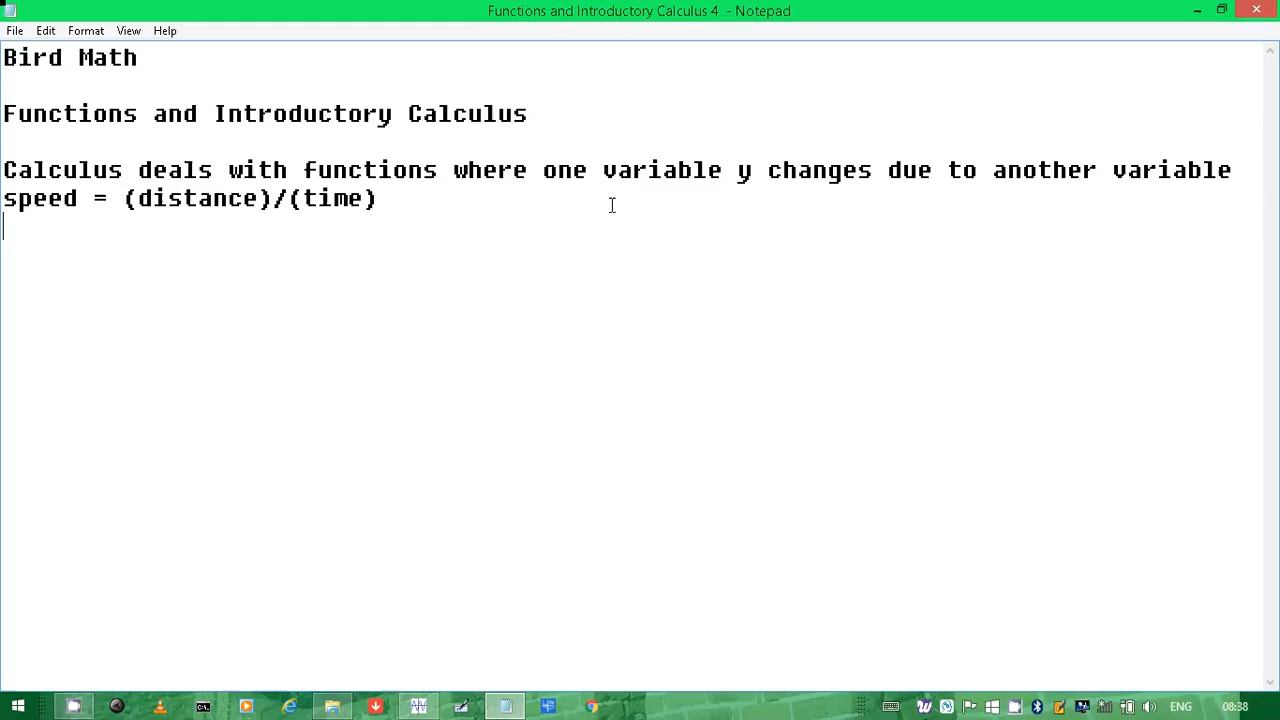 Functions and Introductory Calculus 4 - Notepad
File Edit Format View Help
Bird Math
Functions and Introductory Calculus
Calculus deals with functions where one variable y changes due to another variable
speed = (distance)/(time)
ENG 08:38